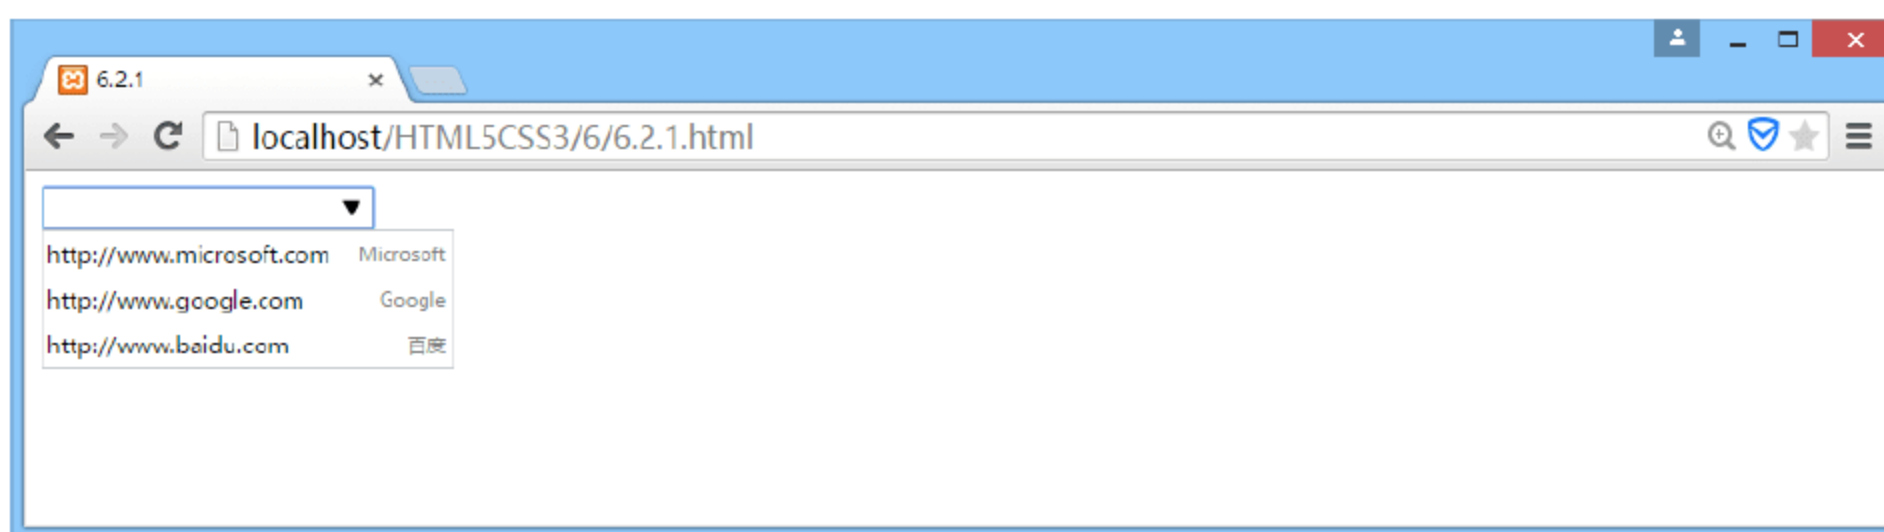 6.2.1
localhost/HTML5CSS3/6/6.2.1.html
http://www.microsoft.com Microsoft
http://www.google.com Google
http://www.baidu.com 百度